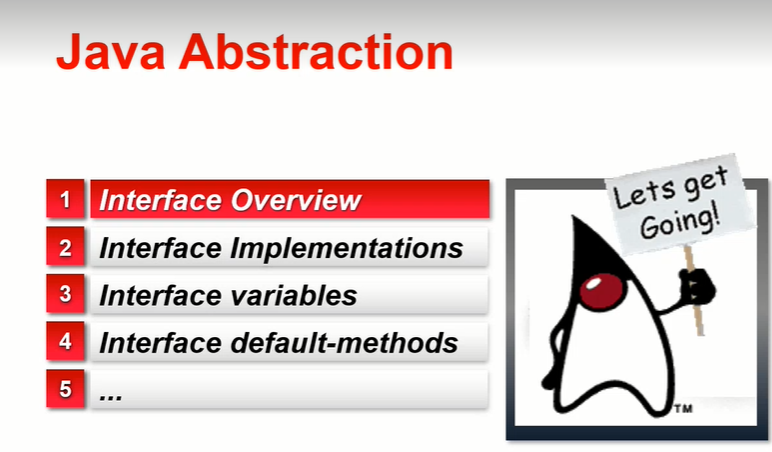 Java Abstraction
1 Interface Overview
2 Interface Implementations
3 Interface variables
4 Interface default-methods
5 ...
Lets get
Going!
TM